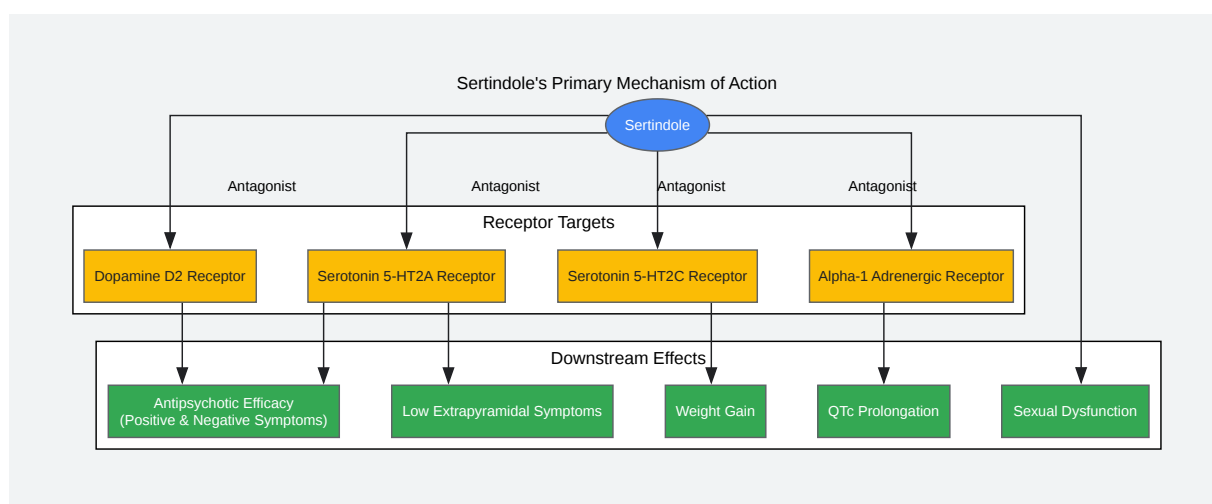 Sertindole's Primary Mechanism of Action
Sertindole
Antagonist
Antagonist
Antagonist
Antagonist
Receptor Targets
Dopamine D2 Receptor
Serotonin 5-HT2A Receptor
Serotonin 5-HT2C Receptor
Alpha-1 Adrenergic Receptor
Downstream Effects
Antipsychotic Efficacy
(Positive & Negative Symptoms)
Low Extrapyramidal Symptoms
Weight Gain
QTc Prolongation
Sexual Dysfunction